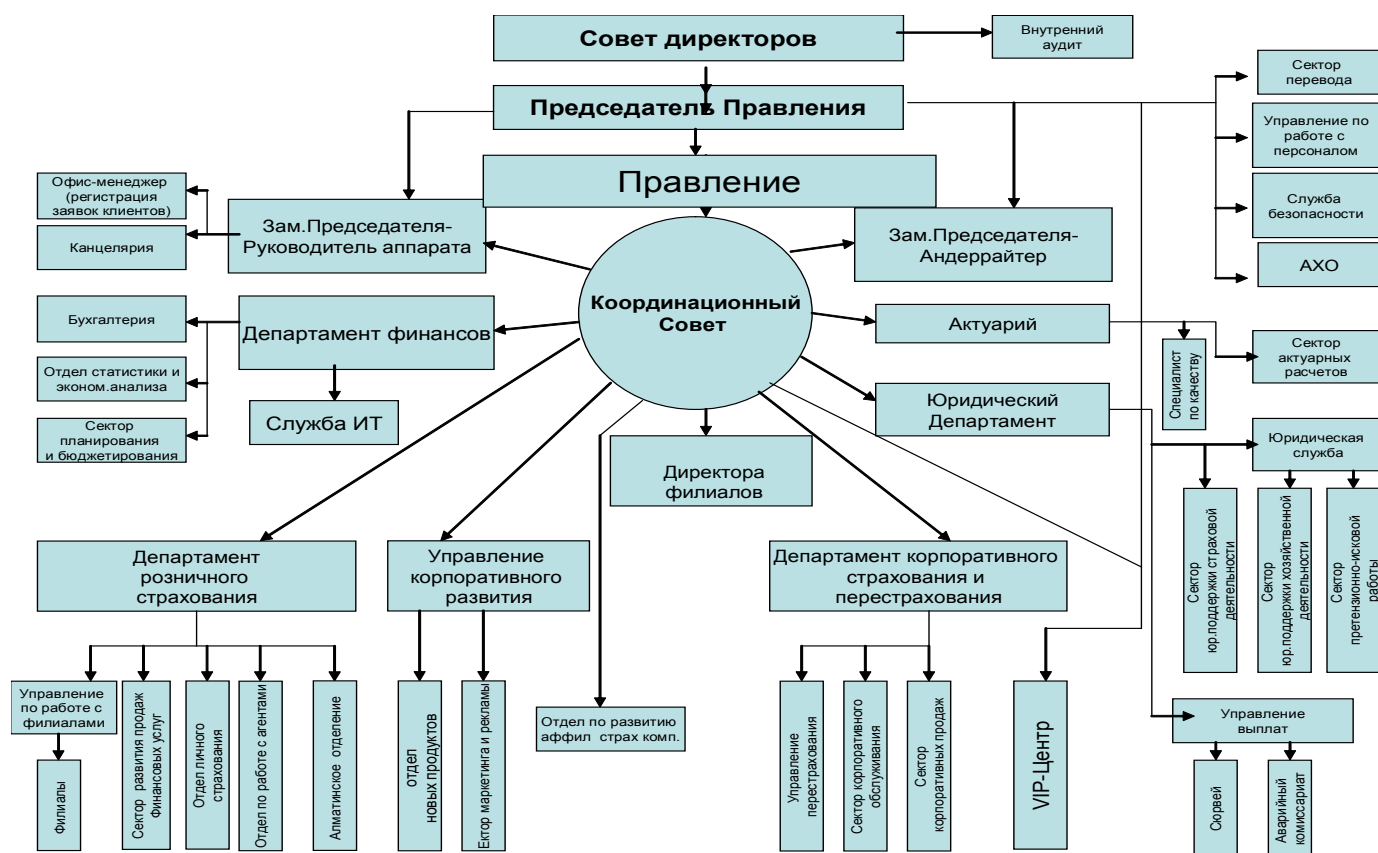 Совет директоров
Внутренний
аудит
Председатель Правления
Сектор
перевода
Управление по
работе с
персоналом
Правление
Офис-менеджер
(регистрация
заявок клиентов)
Зам.Председателя-
Руководитель аппарата
Зам.Председателя-
Андеррайтер
Служба
безопасности
Канцелярия
АХО
Координационный
Совет
Бухгалтерия
Департамент финансов
Актуарий
Специалист
по качеству
Сектор
актуарных
расчетов
Отдел статистики и
эконом.анализа
Служба ИТ
Юридический
Департамент
Сектор
планирования
и бюджетирования
Юридическая
служба
Директора
филиалов
Сектор
юр.поддержки страховой
деятельности
Сектор
юр.поддержки хозяйственной
деятельности
Сектор
претензионно-исковой
работы
Департамент
розничного
страхования
Управление
корпоративного
развития
Департамент корпоративного
страхования и
перестрахования
Управление
по работе с
филиалами
Филиалы
Сектор развития продаж
финансовых услуг
Отдел личного
страхования
Отдел по работе с агентами
Алматинское отделение
отдел
новых продуктов
Ектор маркетинга и рекламы
Отдел по развитию
аффил страх комп.
Управление
перестрахования
Сектор корпоративного
обслуживания
Сектор
корпоративных продаж
VIP-Центр
Управление
выплат
Сюрвей
Аварийный
комиссариат